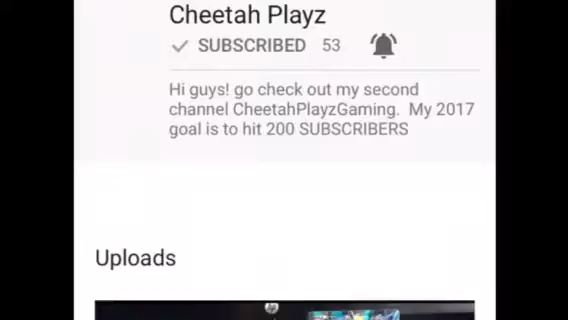 Cheetah Playz
SUBSCRIBED 53
Hi guys! go check out my second
channel CheetahPlayzGaming. My 2017
goal is to hit 200 SUBSCRIBERS
Uploads
hp